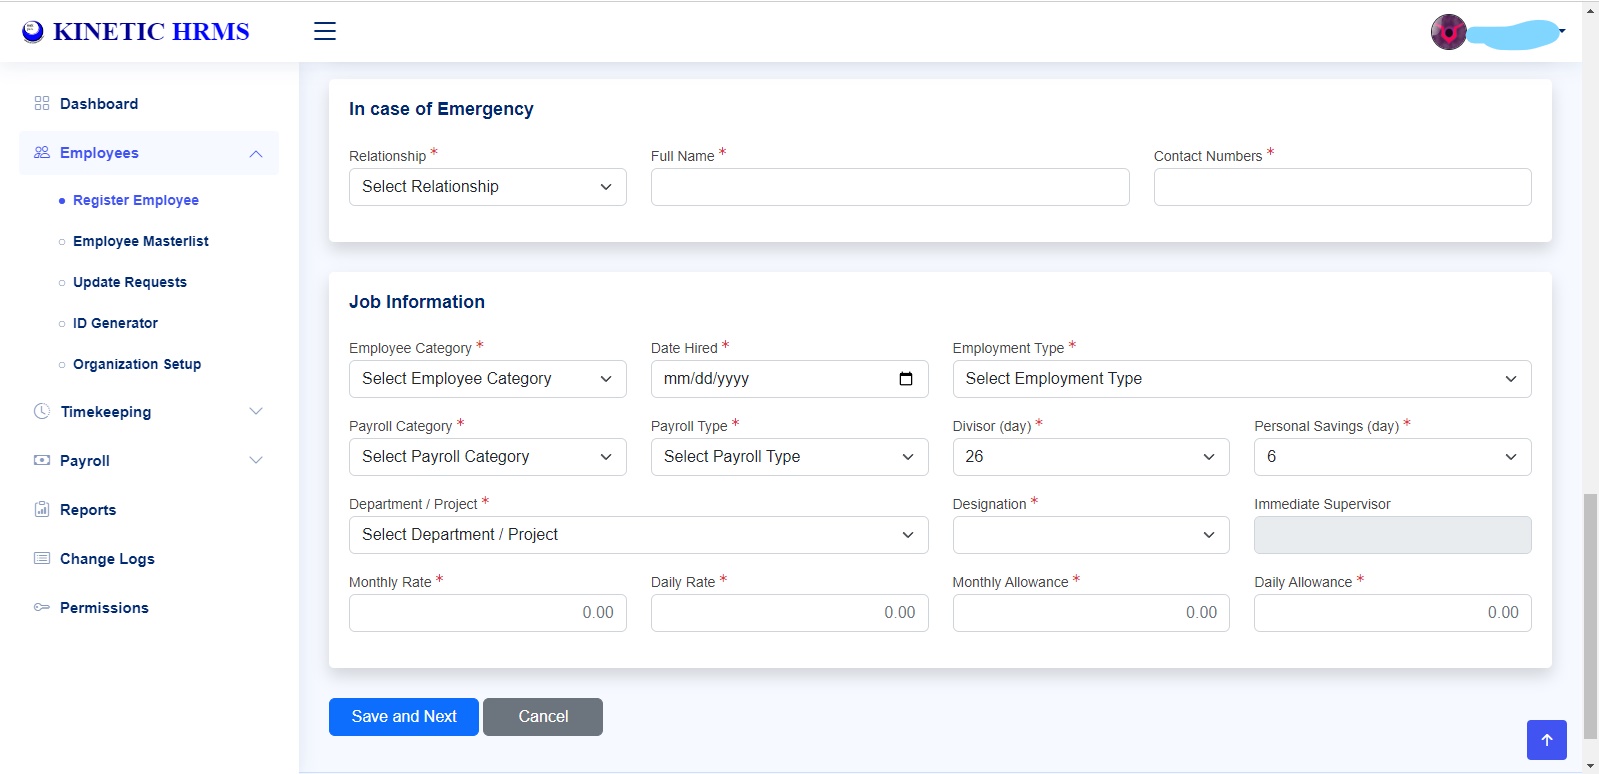 KINETIC HRMS
Dashboard
Employees
Register Employee
Employee Masterlist
Update Requests
ID Generator
Organization Setup
Timekeeping
Payroll
Reports
Change Logs
Permissions
In case of Emergency
Relationship * Full Name * Contact Numbers *
Select Relationship
Job Information
Employee Category * Date Hired * Employment Type *
Select Employee Category mm/dd/yyyy Select Employment Type
Payroll Category * Payroll Type * Divisor (day) * Personal Savings (day) *
Select Payroll Category Select Payroll Type 26 6
Department / Project * Designation * Immediate Supervisor
Select Department / Project
Monthly Rate * Daily Rate * Monthly Allowance * Daily Allowance *
0.00 0.00 0.00 0.00
Save and Next Cancel